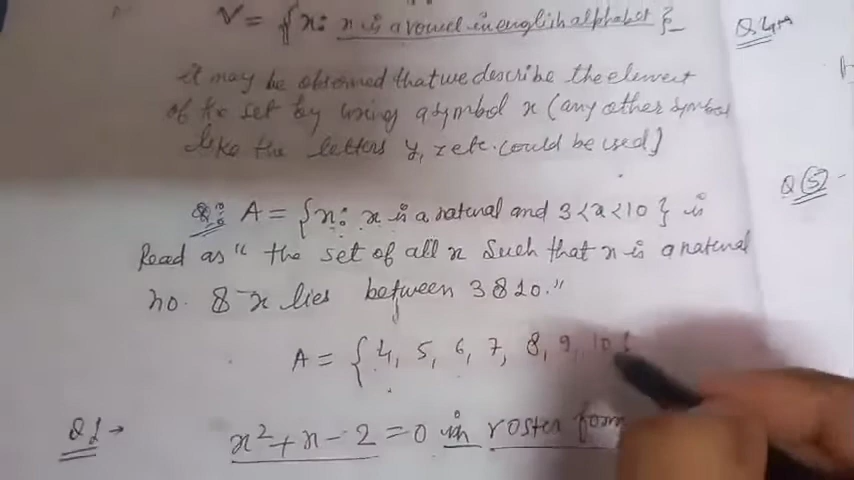 V = { x: x is a vowel in english alphabet }
Q.4
it may be observed that we describe the element
of the set by using a symbol x (any other symbol
like the letters y, z etc. could be used)
Q(5) -
Q: A = {x: x is a natural and 3 < x < 10 } is
Read as “ the set of all x such that x is a natural
no. & x lies between 3 & 10.”
A = { 4, 5, 6, 7, 8, 9, 10 }
Q1 → x² + x - 2 = 0 in roster form